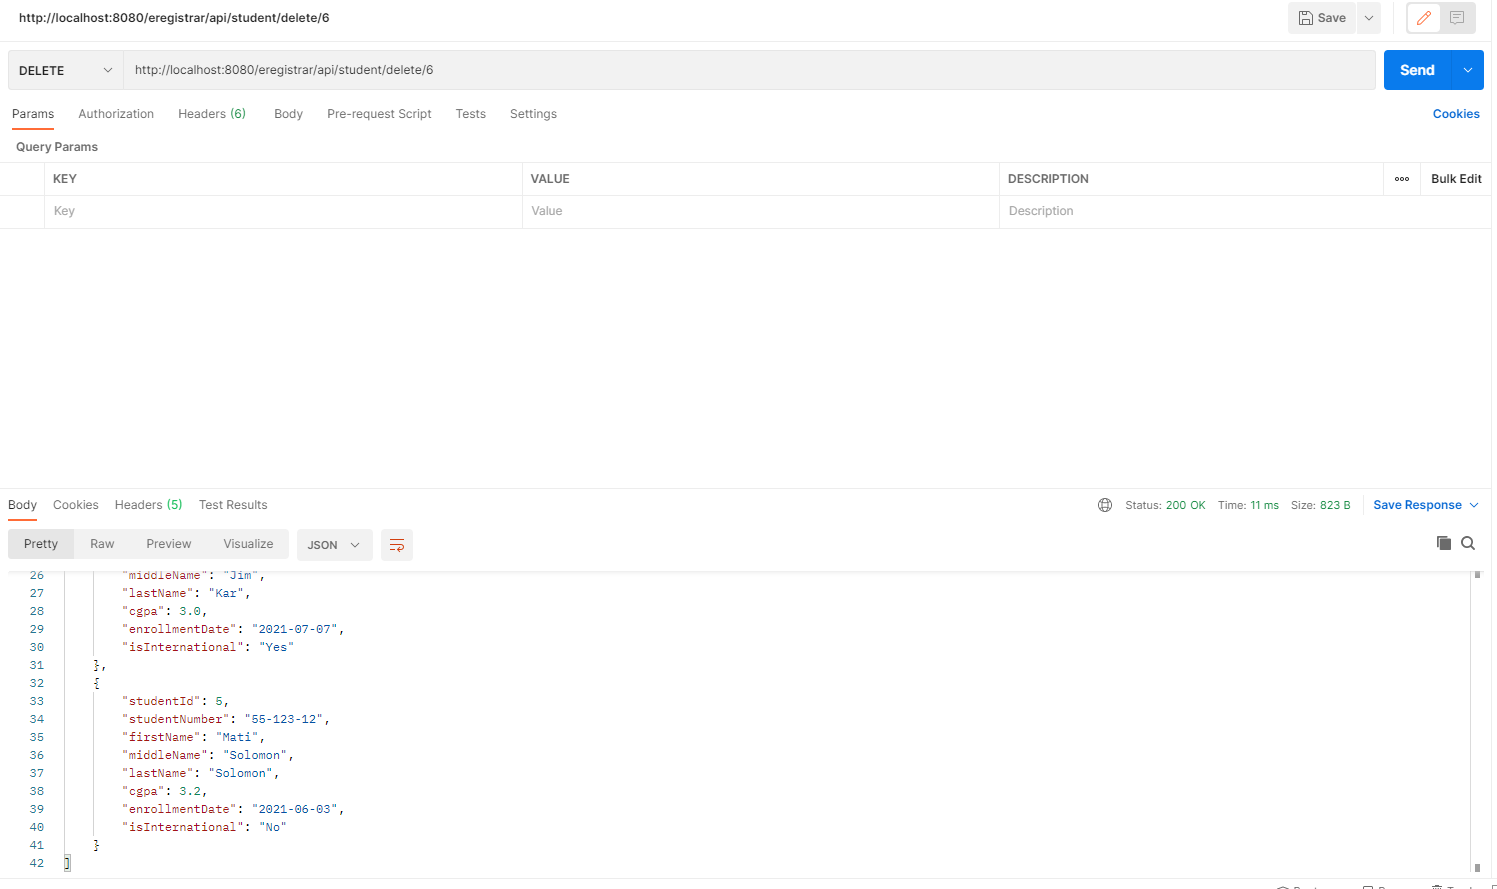 http://localhost:8080/eregistrar/api/student/delete/6
Save
DELETE http://localhost:8080/eregistrar/api/student/delete/6 Send
Params Authorization Headers (6) Body Pre-request Script Tests Settings Cookies
Query Params
KEY VALUE DESCRIPTION Bulk Edit
Key Value Description
Body Cookies Headers (5) Test Results Status: 200 OK Time: 11 ms Size: 823 B Save Response
Pretty Raw Preview Visualize JSON
26 "middleName": "Jim",
27 "lastName": "Kar",
28 "cgpa": 3.0,
29 "enrollmentDate": "2021-07-07",
30 "isInternational": "Yes"
31 },
32 {
33 "studentId": 5,
34 "studentNumber": "55-123-12",
35 "firstName": "Mati",
36 "middleName": "Solomon",
37 "lastName": "Solomon",
38 "cgpa": 3.2,
39 "enrollmentDate": "2021-06-03",
40 "isInternational": "No"
41 }
42 ]